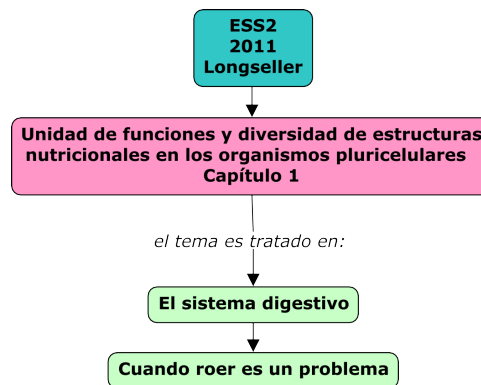 ESS2
2011
Longseller
Unidad de funciones y diversidad de estructuras
nutricionales en los organismos pluricelulares
Capítulo 1
el tema es tratado en:
El sistema digestivo
Cuando roer es un problema